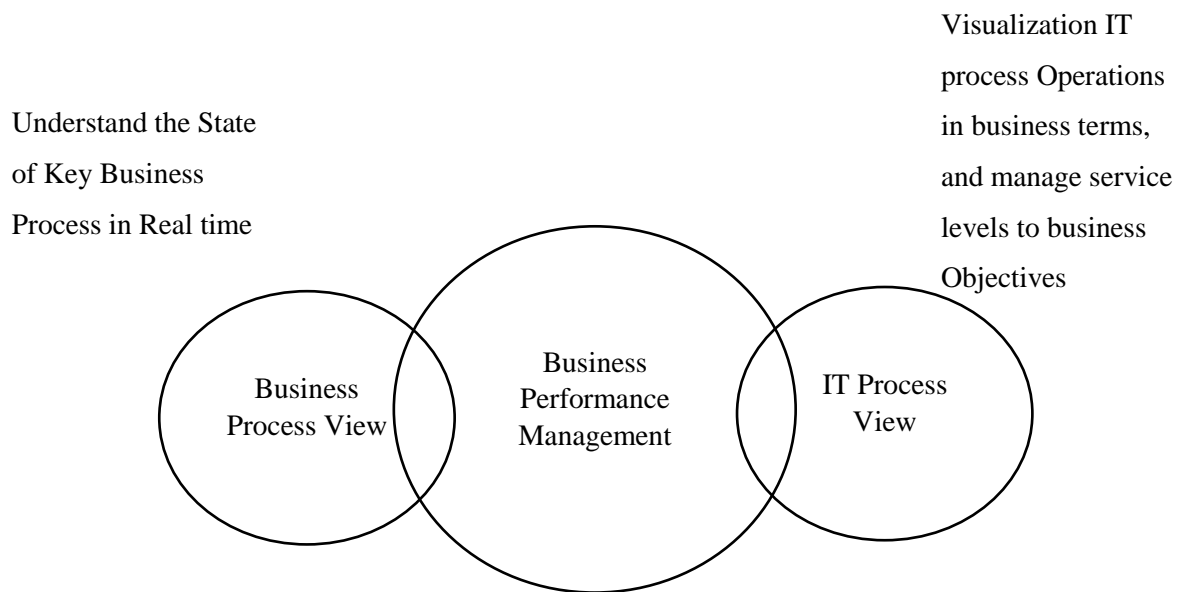 Understand the State
of Key Business
Process in Real time
Visualization IT
process Operations
in business terms,
and manage service
levels to business
Objectives
Business
Process View
Business
Performance
Management
IT Process
View